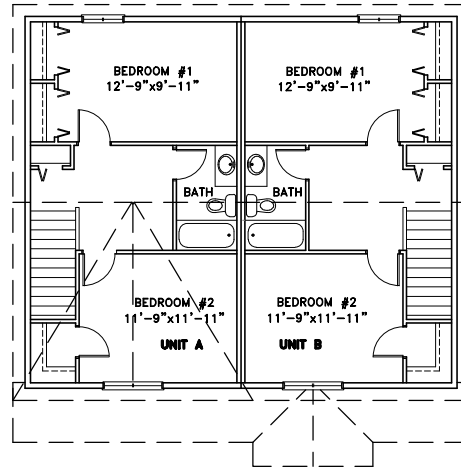 BEDROOM #1
12'-9"x9'-11"
BEDROOM #1
12'-9"x9'-11"
BATH
BATH
BEDROOM #2
11'-9"x11'-11"
BEDROOM #2
11'-9"x11'-11"
UNIT A
UNIT B